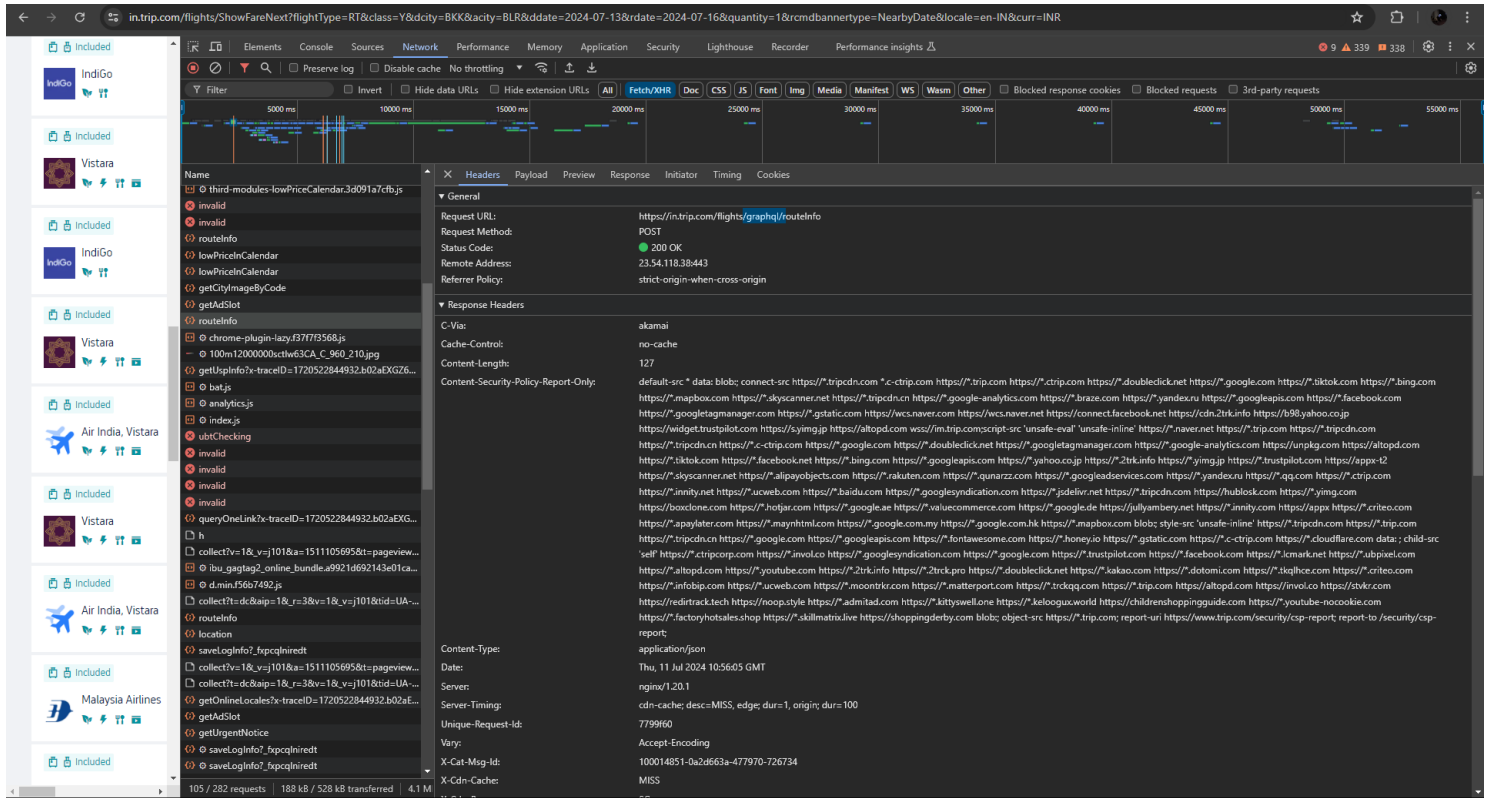 in.trip.com/flights/ShowFareNext?flightType=RT&class=Y&dcity=BKK&acity=BLR&ddate=2024-07-13&rdate=2024-07-16&quantity=1&rcmdbannertype=NearbyDate&locale=en-IN&curr=INR
Included
IndiGo
IndiGo
Included
Vistara
Included
IndiGo
IndiGo
Included
Vistara
Included
Air India, Vistara
Included
Vistara
Included
Air India, Vistara
Included
Malaysia Airlines
Included
Elements Console Sources Network Performance Memory Application Security Lighthouse Recorder Performance insights 9 339 338
Preserve log Disable cache No throttling
Filter Invert Hide data URLs Hide extension URLs All Fetch/XHR Doc CSS JS Font Img Media Manifest WS Wasm Other Blocked response cookies Blocked requests 3rd-party requests
5000 ms 10000 ms 15000 ms 20000 ms 25000 ms 30000 ms 35000 ms 40000 ms 45000 ms 50000 ms 55000 ms
Name
third-modules-lowPriceCalendar.3d091a7cfb.js
invalid
invalid
routeInfo
lowPriceInCalendar
lowPriceInCalendar
getCityImageByCode
getAdSlot
routeInfo
chrome-plugin-lazy.f37f7f3568.js
100m12000000sctlw63CA_C_960_210.jpg
getUspInfo?x-traceID=1720522844932.b02aEXGZ6...
bat.js
analytics.js
index.js
ubtChecking
invalid
invalid
invalid
invalid
queryOneLink?x-traceID=1720522844932.b02aEXG...
h
collect?v=1&_v=j101&a=1511105695&t=pageview...
ibu_gagtag2_online_bundle.a9921d692143e01ca...
d.min.f56b7492.js
collect?t=dc&aip=1&_r=3&v=1&_v=j101&tid=UA-...
routeInfo
location
saveLogInfo?_fxpcqlniredt
collect?v=1&_v=j101&a=1511105695&t=pageview...
collect?t=dc&aip=1&_r=3&v=1&_v=j101&tid=UA-...
getOnlineLocales?x-traceID=1720522844932.b02aE...
getAdSlot
getUrgentNotice
saveLogInfo?_fxpcqlniredt
saveLogInfo?_fxpcqlniredt
105 / 282 requests 188 kB / 528 kB transferred 4.1 M
Headers Payload Preview Response Initiator Timing Cookies
General
Request URL: https://in.trip.com/flights/graphql/routeInfo
Request Method: POST
Status Code: 200 OK
Remote Address: 23.54.118.38:443
Referrer Policy: strict-origin-when-cross-origin
Response Headers
C-Via: akamai
Cache-Control: no-cache
Content-Length: 127
Content-Security-Policy-Report-Only: default-src * data: blob:; connect-src https://*.tripcdn.com *.c-ctrip.com https://*.trip.com https://*.ctrip.com https://*.doubleclick.net https://*.google.com https://*.tiktok.com https://*.bing.com
https://*.mapbox.com https://*.skyscanner.net https://*.tripcdn.cn https://*.google-analytics.com https://*.braze.com https://*.yandex.ru https://*.googleapis.com https://*.facebook.com
https://*.googletagmanager.com https://*.gstatic.com https://wcs.naver.com https://wcs.naver.net https://connect.facebook.net https://cdn.2trk.info https://b98.yahoo.co.jp
https://widget.trustpilot.com https://s.yimg.jp https://altopd.com wss://im.trip.com;script-src 'unsafe-eval' 'unsafe-inline' https://*.naver.net https://*.trip.com https://*.tripcdn.com
https://*.tripcdn.cn https://*.c-ctrip.com https://*.google.com https://*.doubleclick.net https://*.googletagmanager.com https://*.google-analytics.com https://unpkg.com https://altopd.com
https://*.tiktok.com https://*.facebook.net https://*.bing.com https://*.googleapis.com https://*.yahoo.co.jp https://*.2trk.info https://*.yimg.jp https://*.trustpilot.com https://appx-t2
https://*.skyscanner.net https://*.alipayobjects.com https://*.rakuten.com https://*.qunarzz.com https://*.googleadservices.com https://*.yandex.ru https://*.qq.com https://*.ctrip.com
https://*.innity.net https://*.ucweb.com https://*.baidu.com https://*.googlesyndication.com https://*.jsdelivr.net https://*.tripcdn.com https://hublosk.com https://*.yimg.com
https://boxclone.com https://*.hotjar.com https://*.google.ae https://*.valuecommerce.com https://*.google.de https://jullyambery.net https://*.innity.com https://appx https://*.criteo.com
https://*.apaylater.com https://*.maynhtml.com https://*.google.com.my https://*.google.com.hk https://*.mapbox.com blob:; style-src 'unsafe-inline' https://*.tripcdn.com https://*.trip.com
https://*.tripcdn.cn https://*.google.com https://*.googleapis.com https://*.fontawesome.com https://*.honey.io https://*.gstatic.com https://*.c-ctrip.com https://*.cloudflare.com data: ; child-src
'self' https://*.ctripcorp.com https://*.invol.co https://*.googlesyndication.com https://*.google.com https://*.trustpilot.com https://*.facebook.com https://*.lcmark.net https://*.ubpixel.com
https://*.altopd.com https://*.youtube.com https://*.2trk.info https://*.2trck.pro https://*.doubleclick.net https://*.kakao.com https://*.dotomi.com https://*.tkqlhce.com https://*.criteo.com
https://*.infobip.com https://*.ucweb.com https://*.moontrkr.com https://*.matterport.com https://*.trckqq.com https://*.trip.com https://altopd.com https://invol.co https://stvkr.com
https://redirtrack.tech https://noop.style https://*.admitad.com https://*.kittyswell.one https://*.keloogux.world https://childrenshoppingguide.com https://*.youtube-nocookie.com
https://*.factoryhotsales.shop https://*.skillmatrix.live https://shoppingderby.com blob:; object-src https://*.trip.com; report-uri https://www.trip.com/security/csp-report; report-to /security/csp-
report;
Content-Type: application/json
Date: Thu, 11 Jul 2024 10:56:05 GMT
Server: nginx/1.20.1
Server-Timing: cdn-cache; desc=MISS, edge; dur=1, origin; dur=100
Unique-Request-Id: 7799f60
Vary: Accept-Encoding
X-Cat-Msg-Id: 100014851-0a2d663a-477970-726734
X-Cdn-Cache: MISS